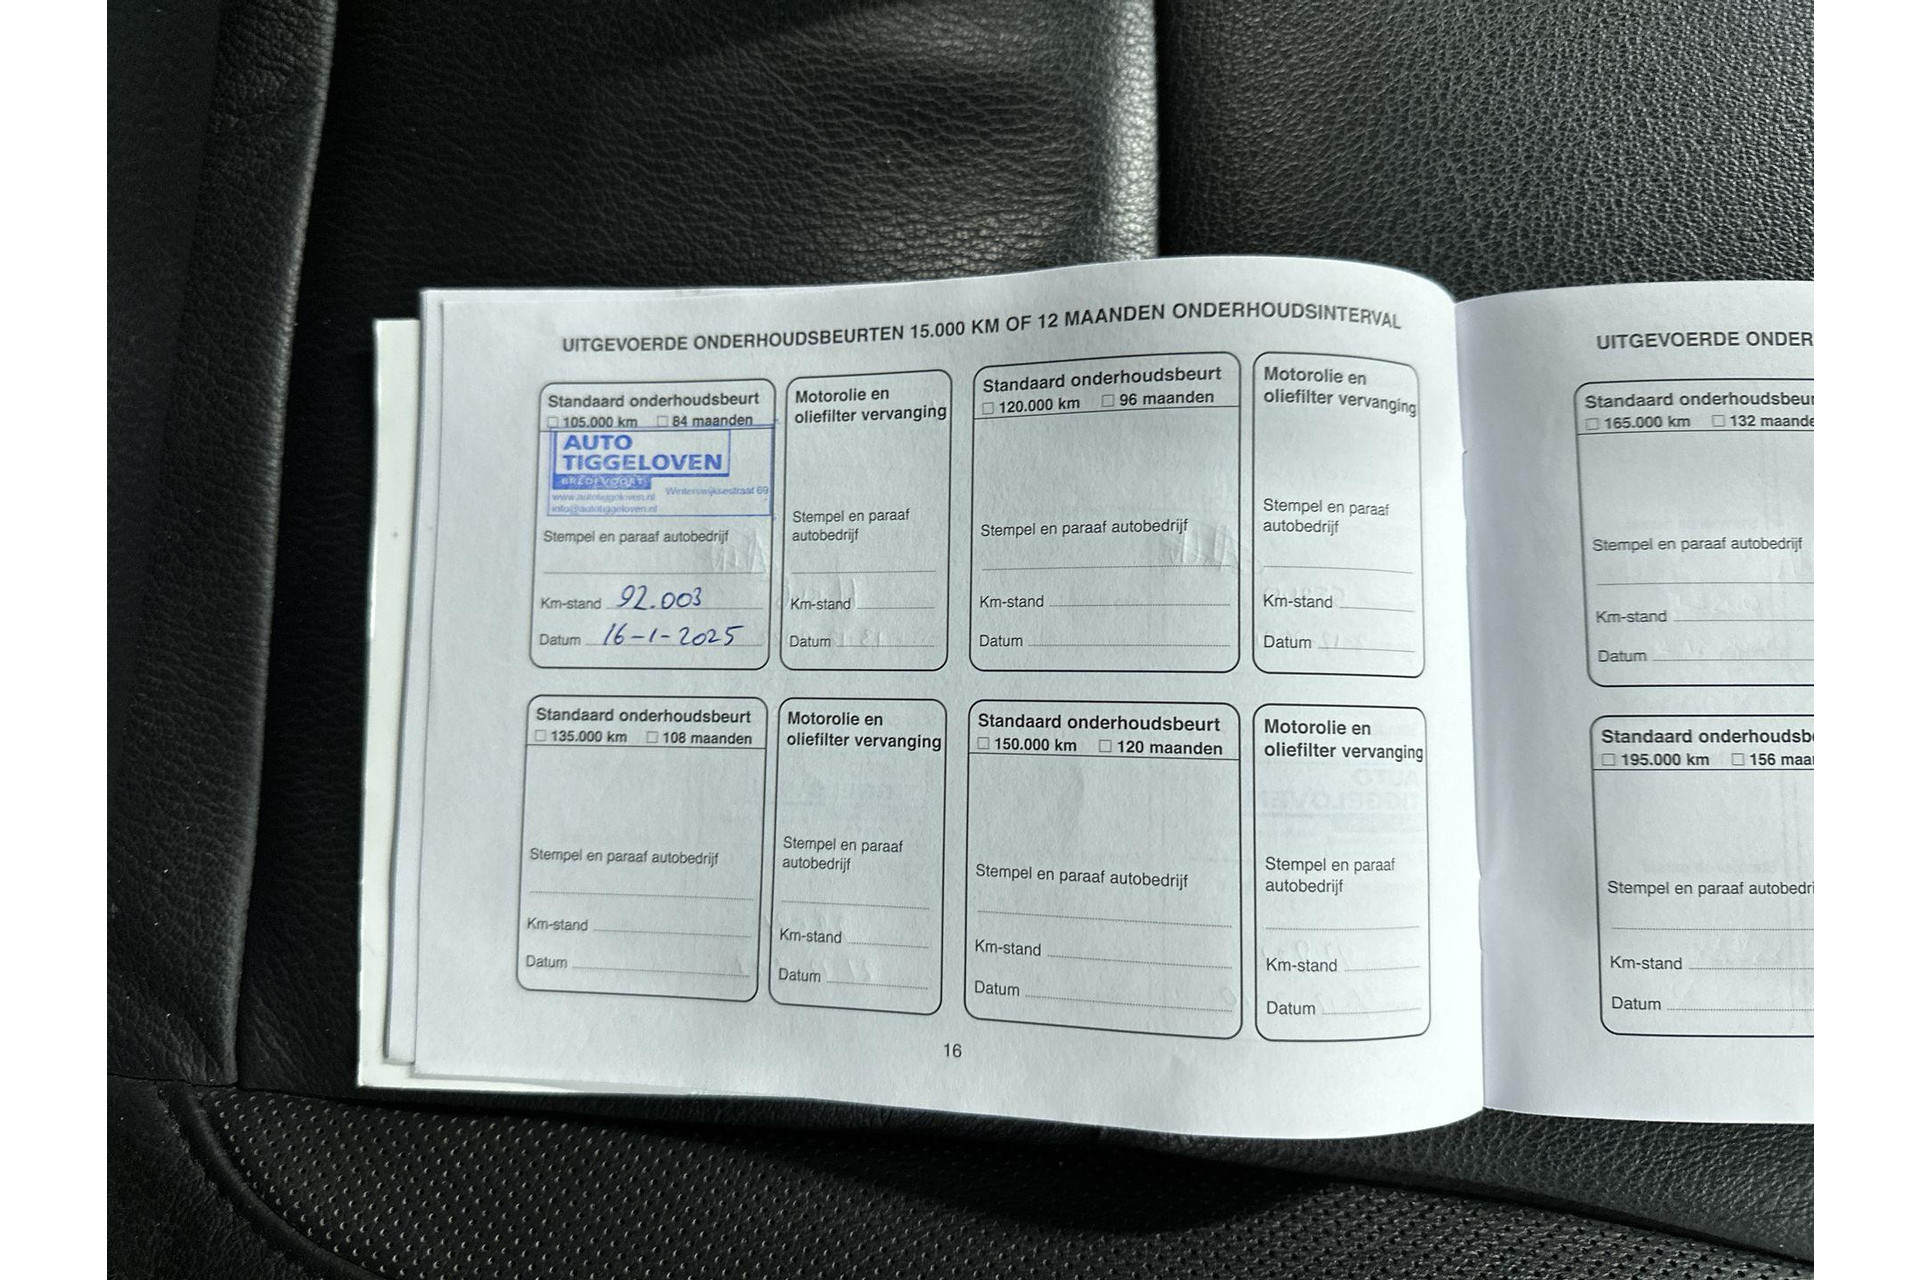 UITGEVOERDE ONDERHOUDSBEURTEN 15.000 KM OF 12 MAANDEN ONDERHOUDSINTERVAL
Standaard onderhoudsbeurt
105.000 km 84 maanden
AUTO
TIGGELOVEN
BREDEVOORT
Winterswijksestraat 69
www.autotiggeloven.nl
info@autotiggeloven.nl
Stempel en paraaf autobedrijf
Km-stand 92.003
Datum 16-1-2025
Motorolie en
oliefilter vervanging
Stempel en paraaf
autobedrijf
Km-stand
Datum
Standaard onderhoudsbeurt
120.000 km 96 maanden
Stempel en paraaf autobedrijf
Km-stand
Datum
Motorolie en
oliefilter vervanging
Stempel en paraaf
autobedrijf
Km-stand
Datum
Standaard onderhoudsbeurt
135.000 km 108 maanden
Stempel en paraaf autobedrijf
Km-stand
Datum
Motorolie en
oliefilter vervanging
Stempel en paraaf
autobedrijf
Km-stand
Datum
Standaard onderhoudsbeurt
150.000 km 120 maanden
Stempel en paraaf autobedrijf
Km-stand
Datum
Motorolie en
oliefilter vervanging
Stempel en paraaf
autobedrijf
Km-stand
Datum
16
UITGEVOERDE ONDER
Standaard onderhoudsbeu
165.000 km 132 maande
Stempel en paraaf autobedrijf
Km-stand
Datum
Standaard onderhoudsb
195.000 km 156 maa
Stempel en paraaf autobedri
Km-stand
Datum